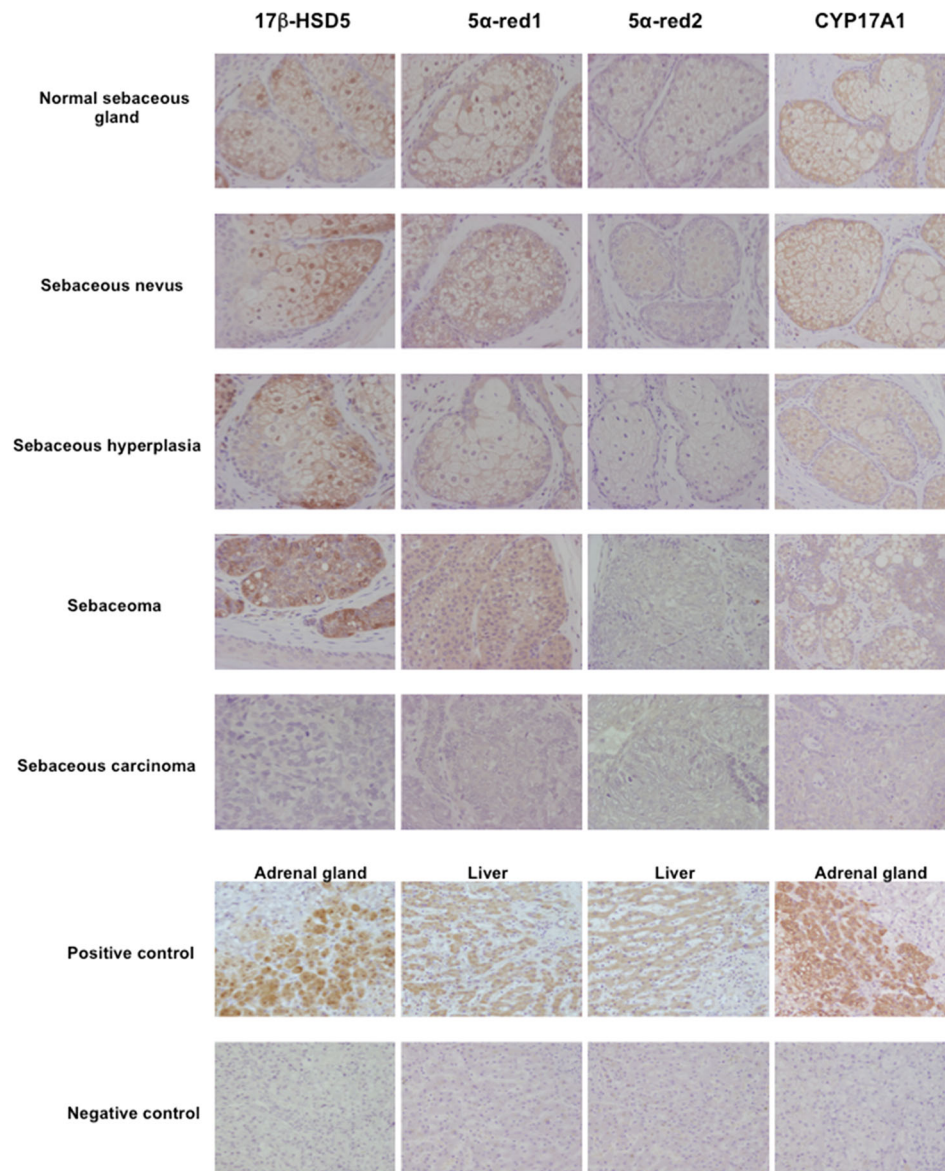 17β-HSD5 5α-red1 5α-red2 CYP17A1
Normal sebaceous
gland
Sebaceous nevus
Sebaceous hyperplasia
Sebaceoma
Sebaceous carcinoma
Adrenal gland Liver Liver Adrenal gland
Positive control
Negative control